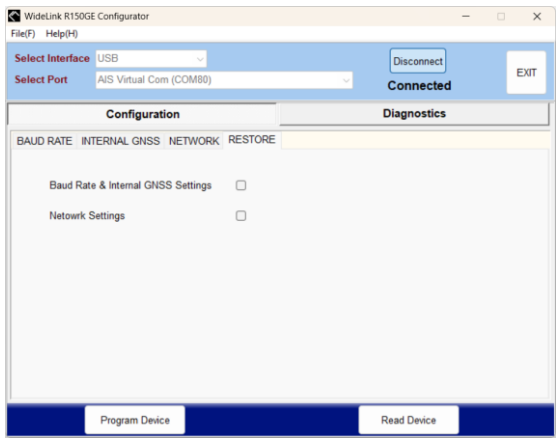 WideLink R150GE Configurator
File(F) Help(H)
Select Interface USB
Disconnect
Select Port AIS Virtual Com (COM80)
Connected
EXIT
Configuration Diagnostics
BAUD RATE INTERNAL GNSS NETWORK RESTORE
Baud Rate & Internal GNSS Settings
Netowrk Settings
Program Device Read Device